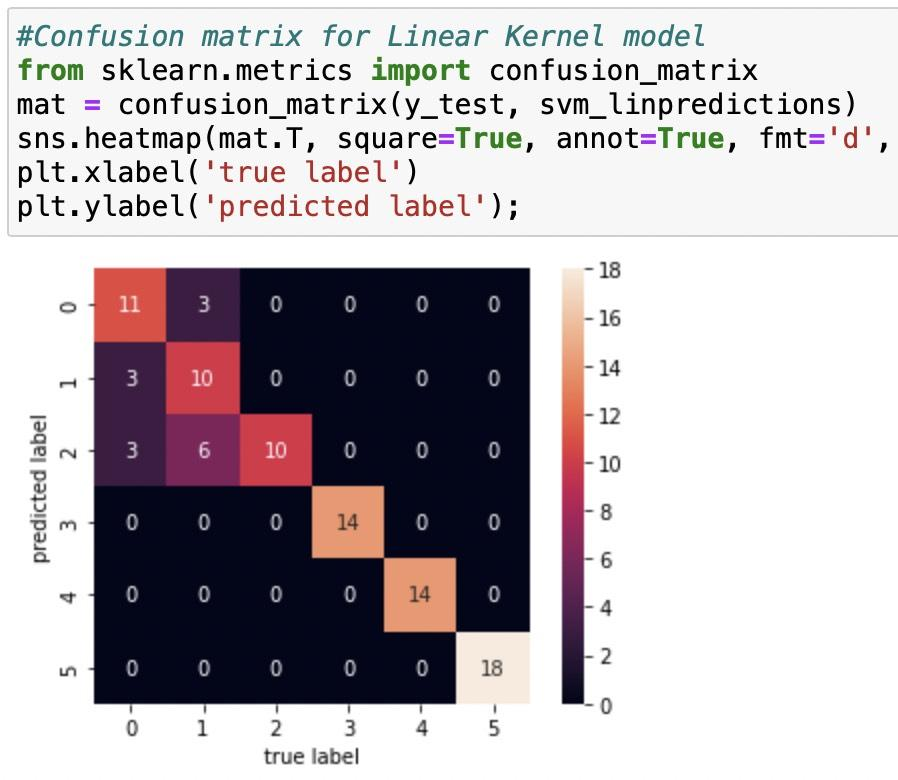 #Confusion matrix for Linear Kernel model
from sklearn.metrics import confusion_matrix
mat = confusion_matrix(y_test, svm_linpredictions)
sns.heatmap(mat.T, square=True, annot=True, fmt='d',
plt.xlabel('true label')
plt.ylabel('predicted label');
predicted label
0 11 3 0 0 0 0
1 3 10 0 0 0 0
2 3 6 10 0 0 0
3 0 0 0 14 0 0
4 0 0 0 0 14 0
5 0 0 0 0 0 18
0 1 2 3 4 5
true label
18
16
14
12
10
8
6
4
2
0